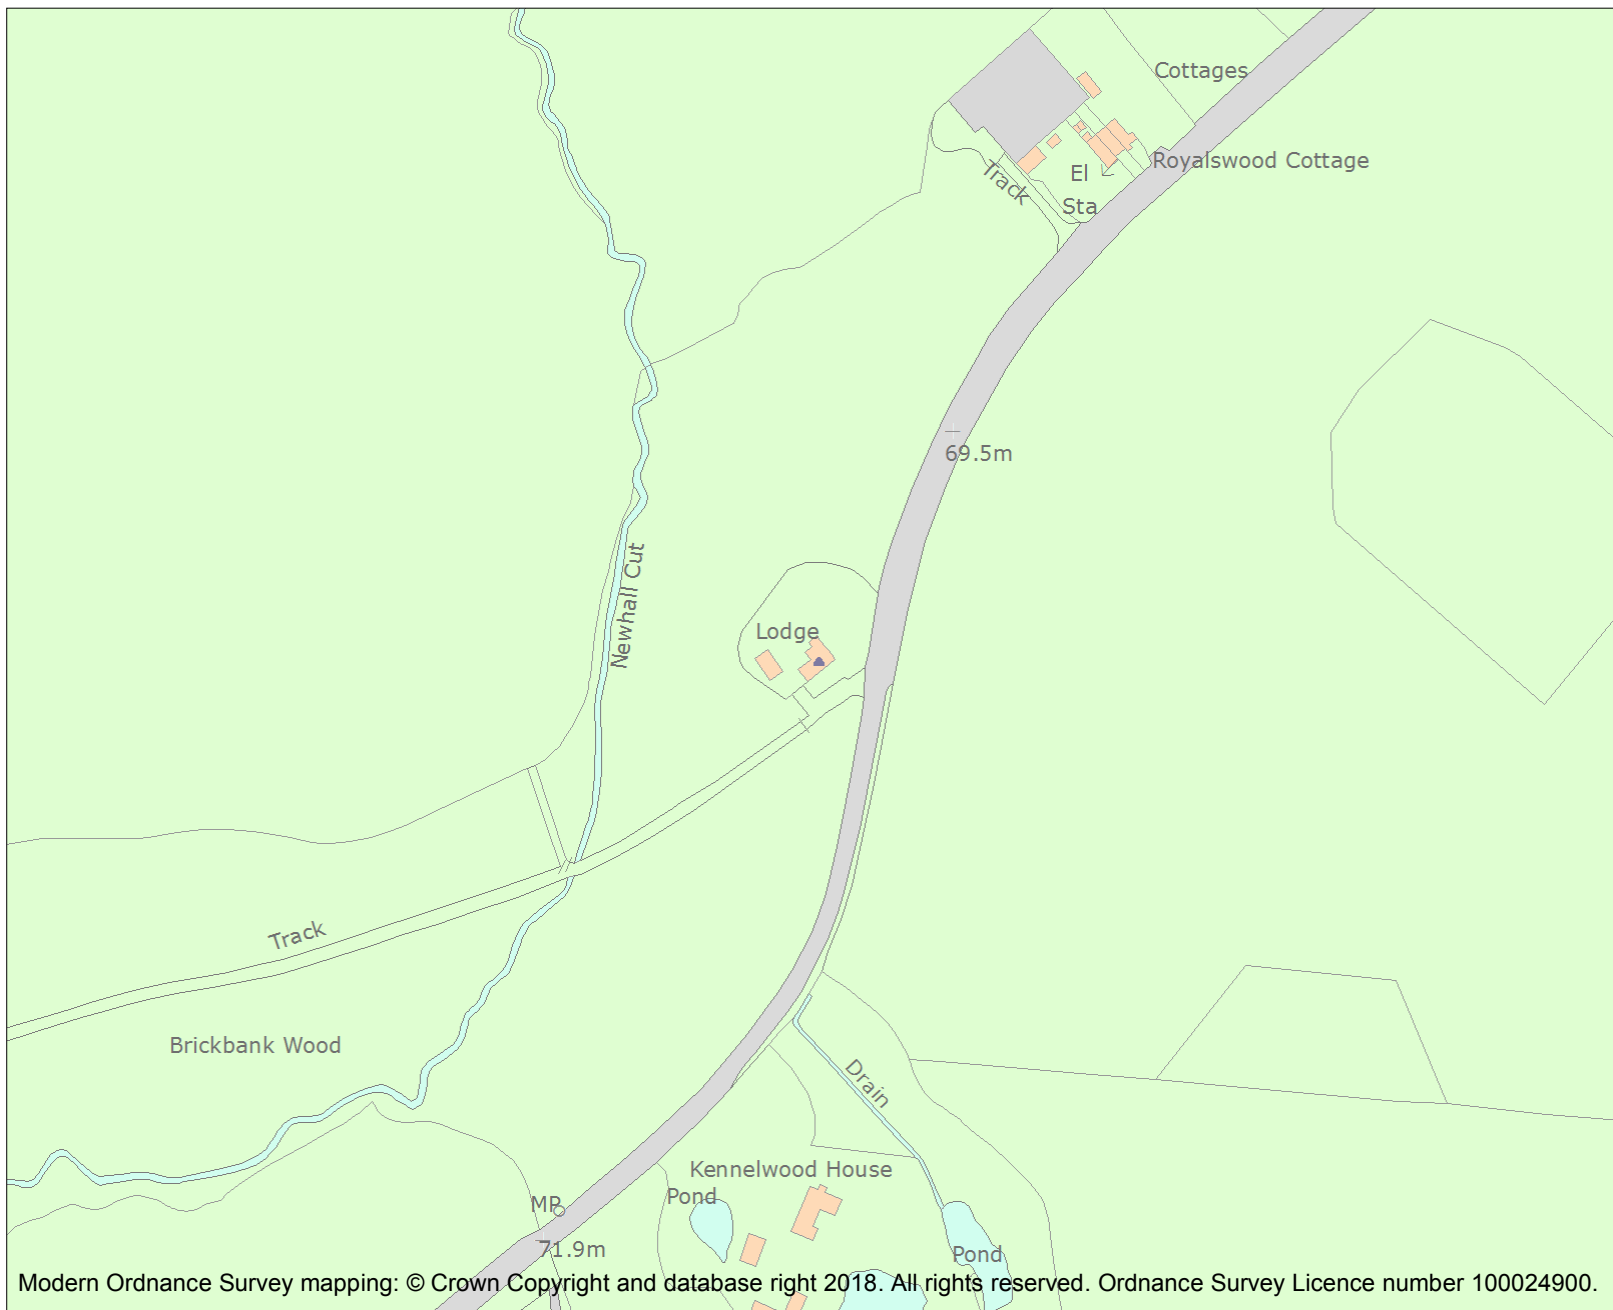 Cottages
Royalswood Cottage
El
Sta
Track
69.5m
Newhall Cut
Lodge
Track
Brickbank Wood
Drain
Kennelwood House
Pond
MP
71.9m
Pond
Modern Ordnance Survey mapping: © Crown Copyright and database right 2018. All rights reserved. Ordnance Survey Licence number 100024900.